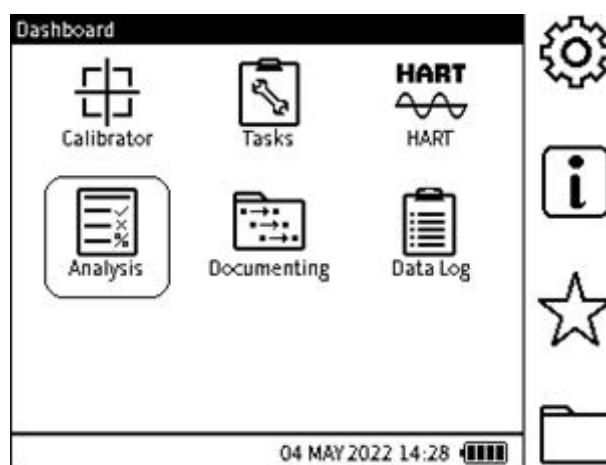 Dashboard
HART
Calibrator
Tasks
HART
Analysis
Documenting
Data Log
04 MAY 2022 14:28